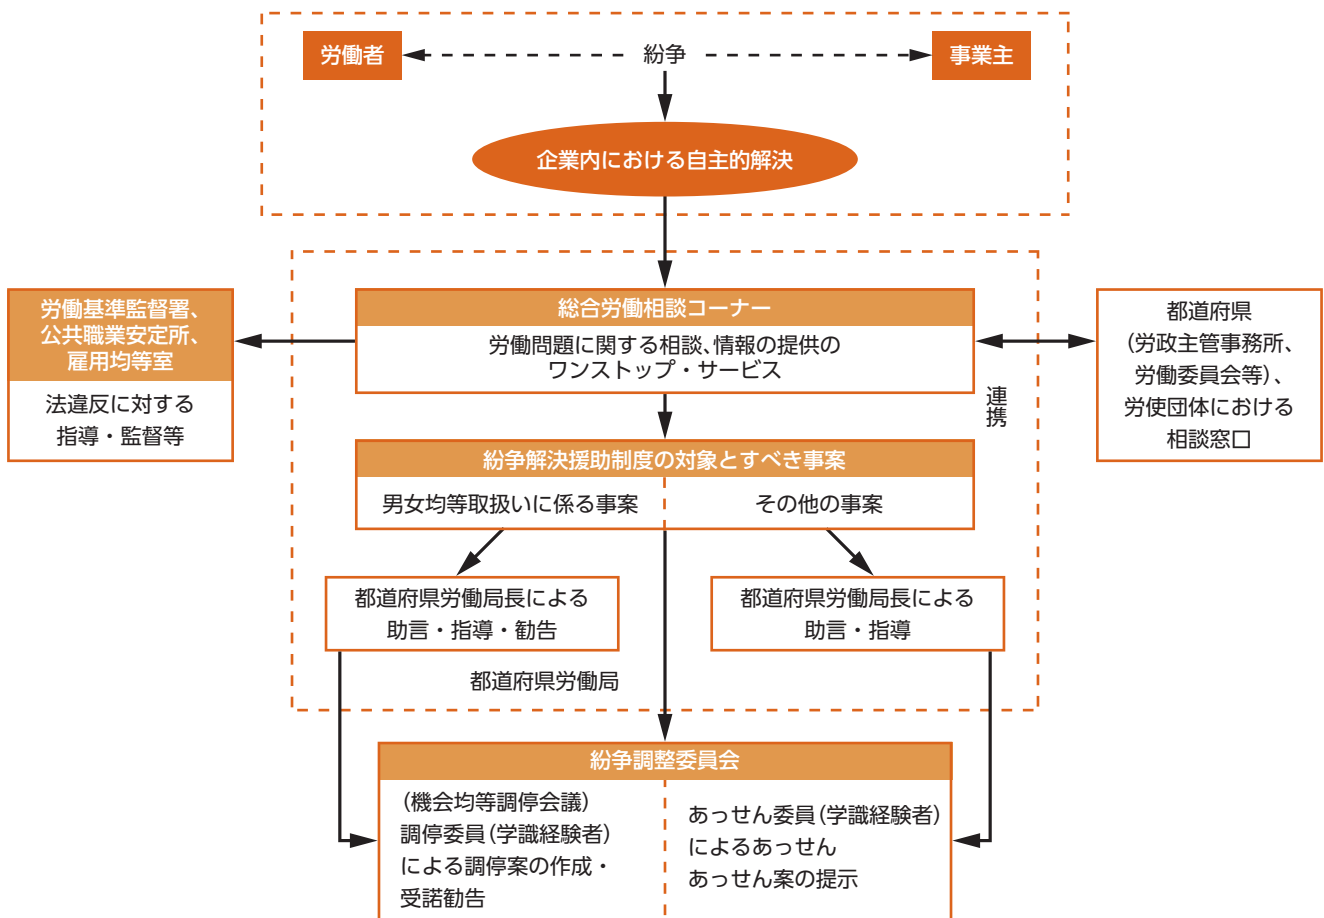 労働者
紛争
事業主
企業内における自主的解決
労働基準監督署、
公共職業安定所、
雇用均等室
法違反に対する
指導・監督等
総合労働相談コーナー
労働問題に関する相談、情報の提供の
ワンストップ・サービス
連携
都道府県
(労政主管事務所、
労働委員会等)、
労使団体における
相談窓口
紛争解決援助制度の対象とすべき事案
男女均等取扱いに係る事案
その他の事案
都道府県労働局長による
助言・指導・勧告
都道府県労働局長による
助言・指導
都道府県労働局
紛争調整委員会
(機会均等調停会議)
調停委員(学識経験者)
による調停案の作成・
受諾勧告
あっせん委員(学識経験者)
によるあっせん
あっせん案の提示